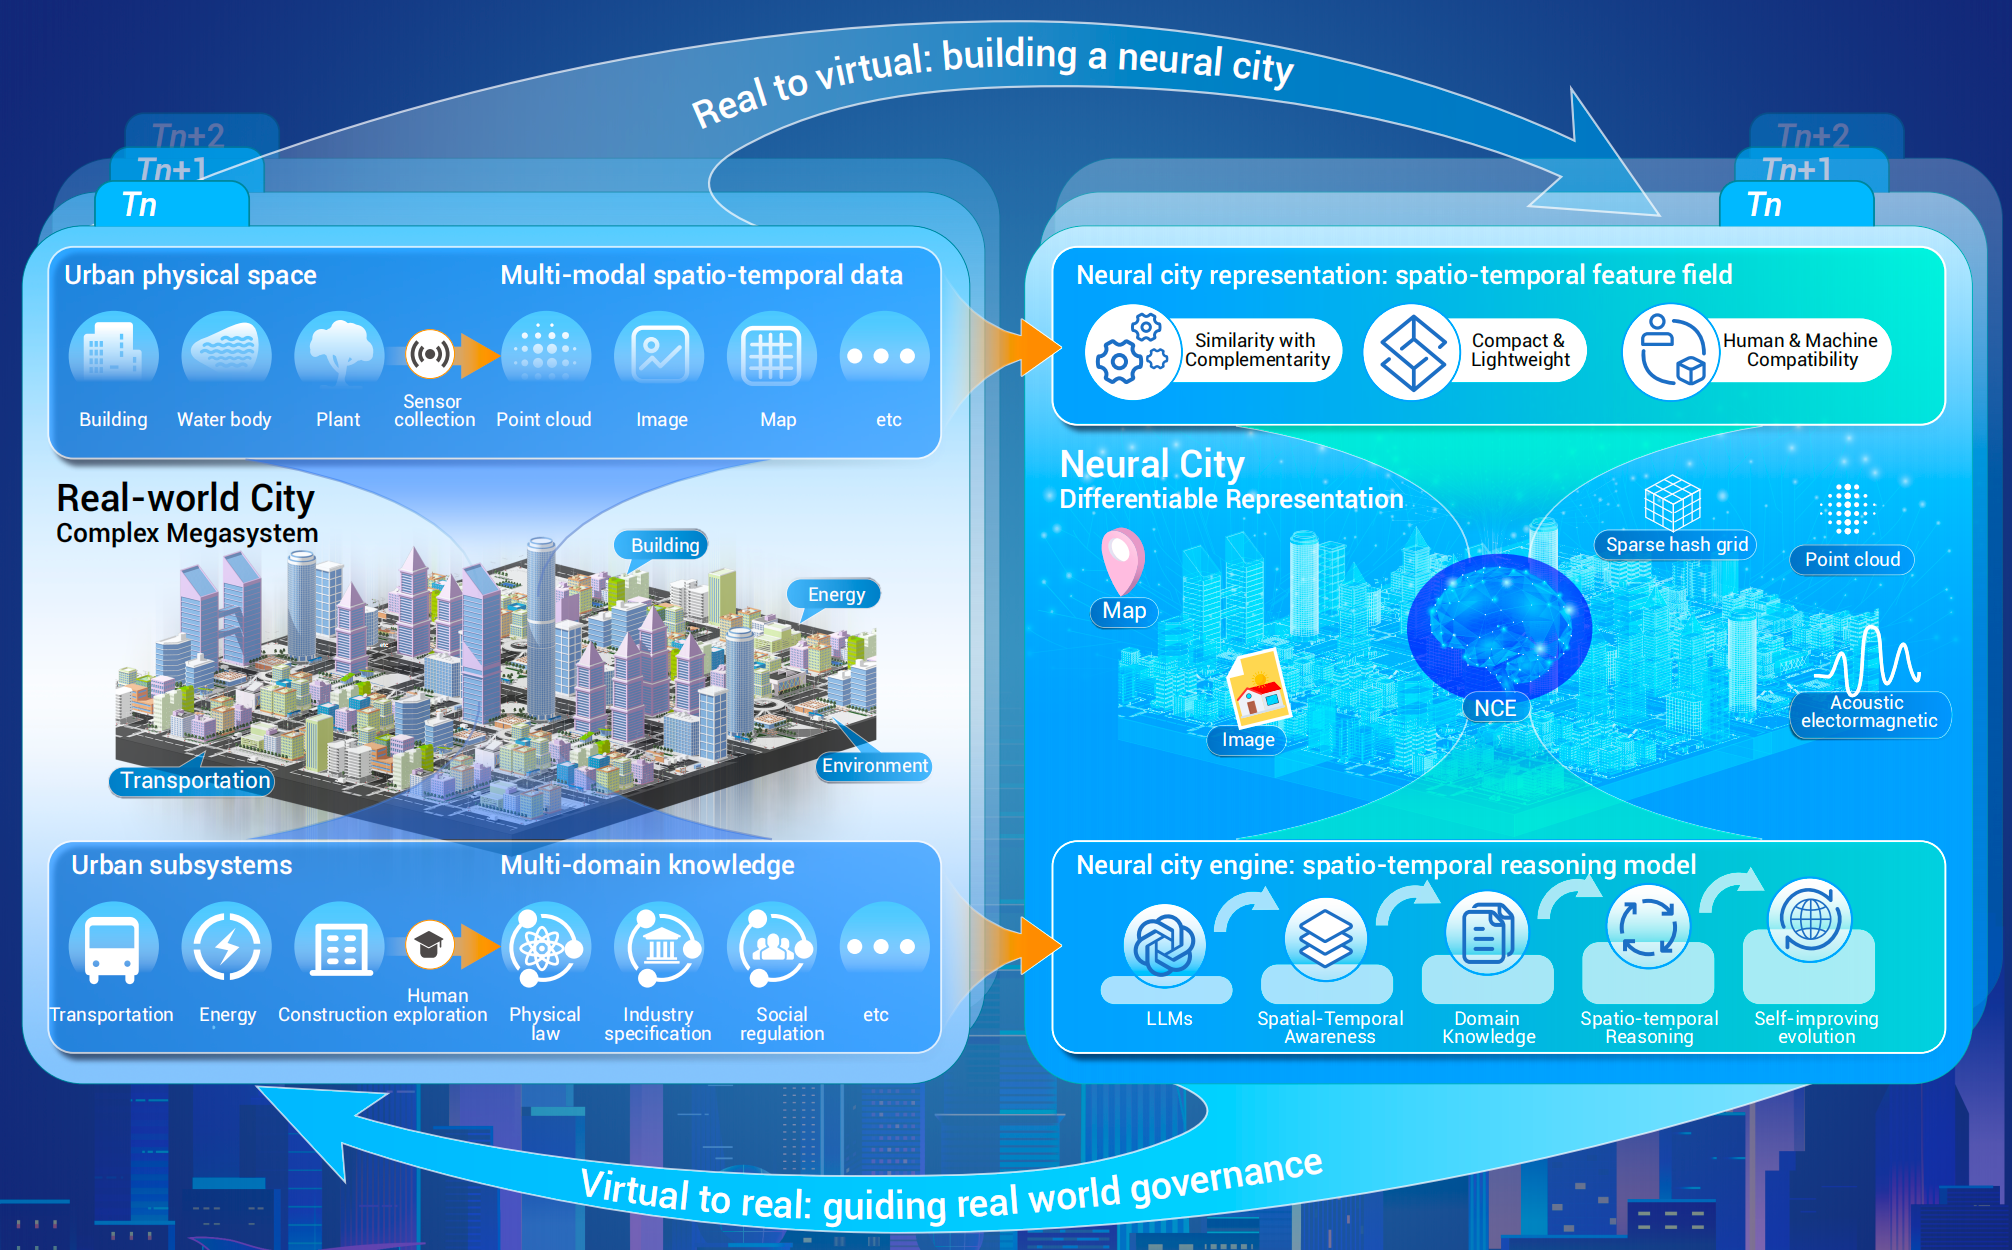 Real to virtual: building a neural city
Tn+2
Tn+1
Tn
Urban physical space
Multi-modal spatio-temporal data
Building
Water body
Plant
Sensor
collection
Point cloud
Image
Map
etc
Real-world City
Complex Megasystem
Building
Energy
Transportation
Environment
Urban subsystems
Multi-domain knowledge
Transportation
Energy
Construction
Human
exploration
Physical
law
Industry
specification
Social
regulation
etc
Tn+2
Tn+1
Tn
Neural city representation: spatio-temporal feature field
Similarity with
Complementarity
Compact &
Lightweight
Human & Machine
Compatibility
Neural City
Differentiable Representation
Map
Image
NCE
Sparse hash grid
Point cloud
Acoustic
electormagnetic
Neural city engine: spatio-temporal reasoning model
LLMs
Spatial-Temporal
Awareness
Domain
Knowledge
Spatio-temporal
Reasoning
Self-improving
evolution
Virtual to real: guiding real world governance